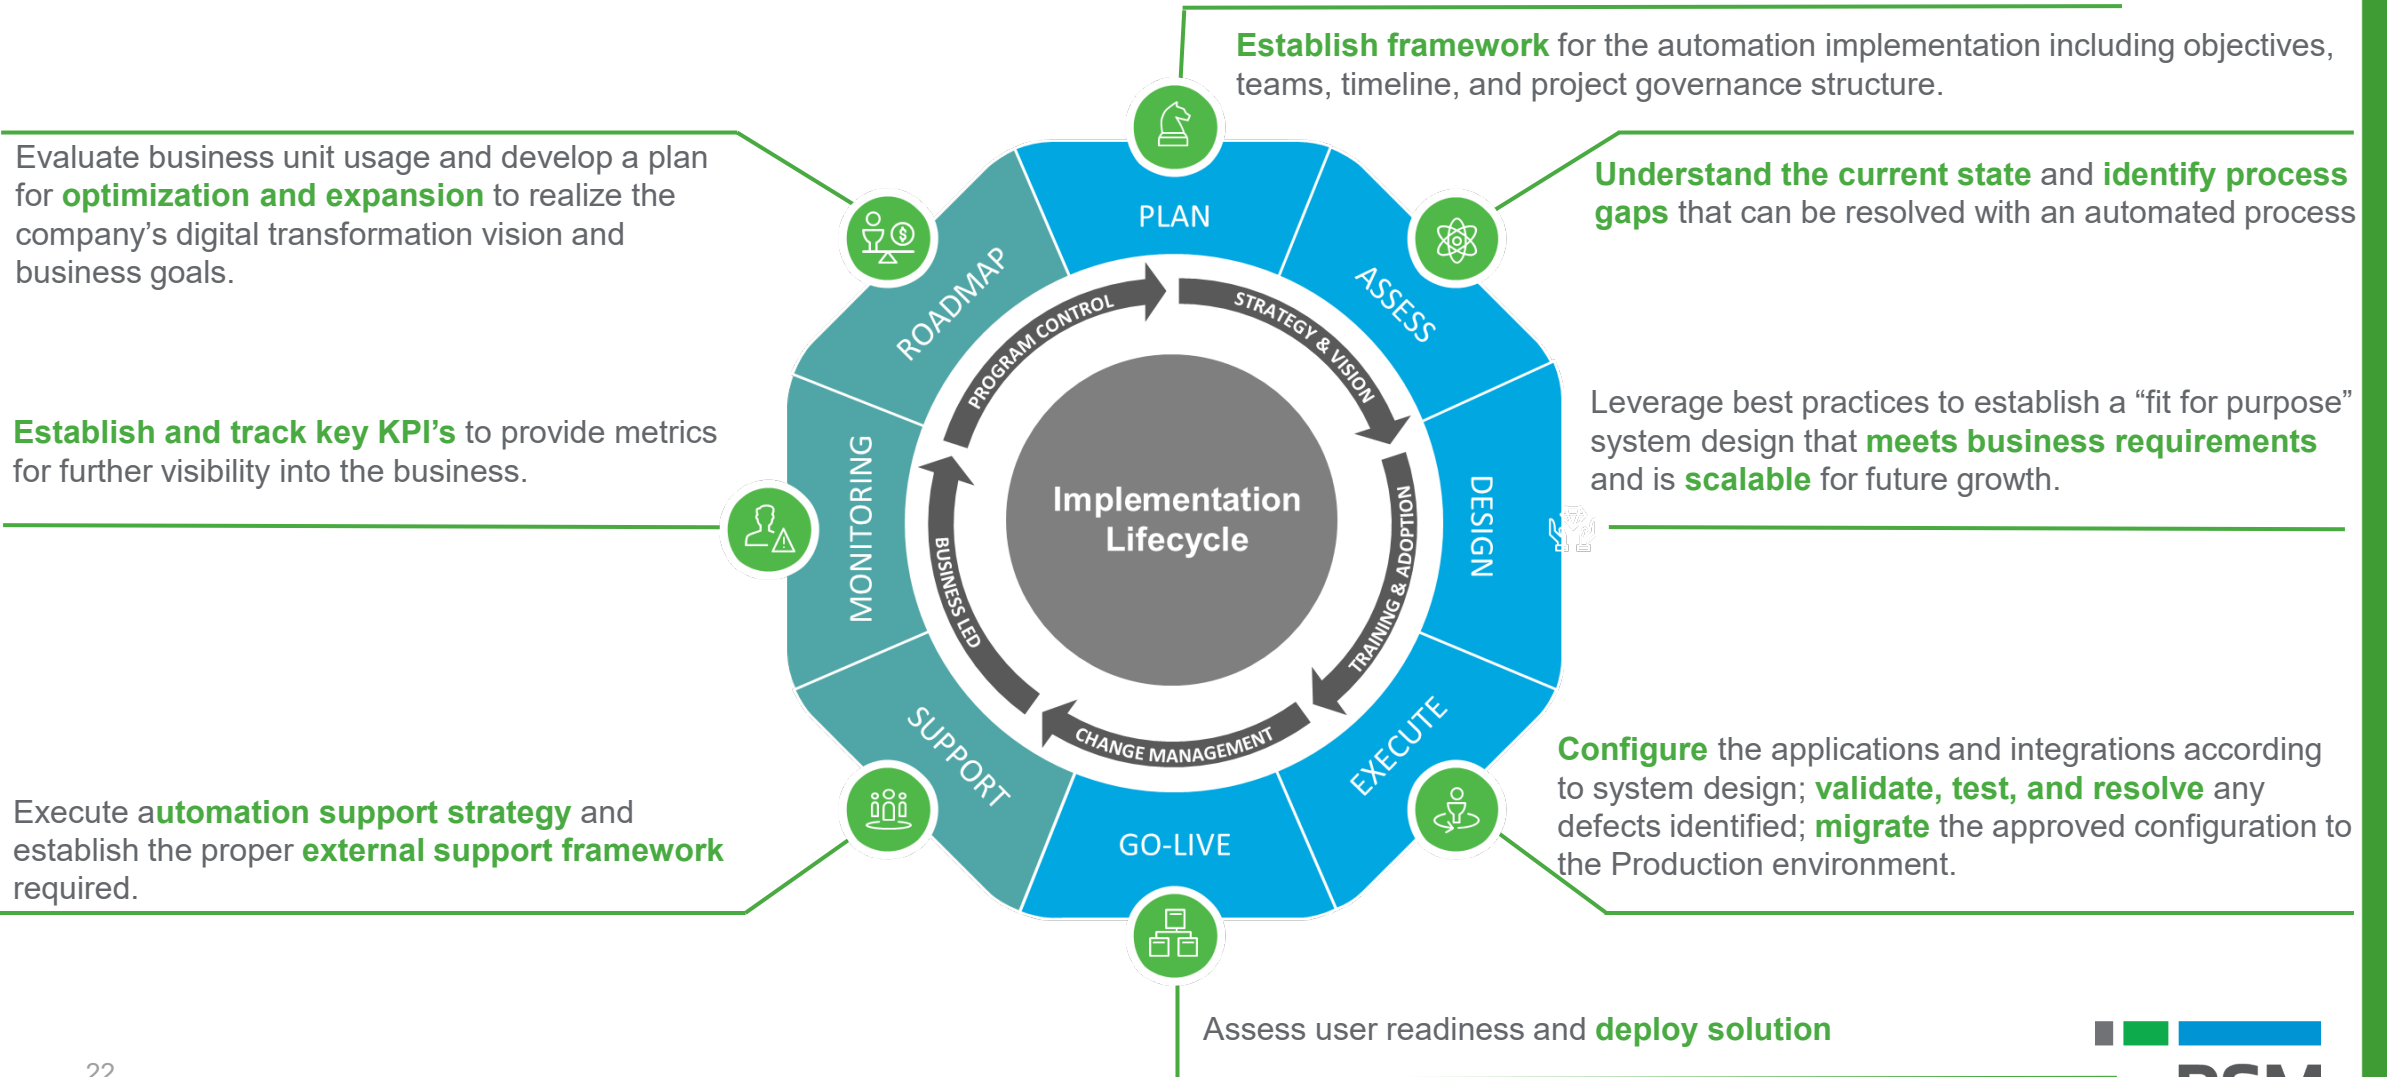 Establish framework for the automation implementation including objectives,
teams, timeline, and project governance structure.
Evaluate business unit usage and develop a plan
for optimization and expansion to realize the
company’s digital transformation vision and
business goals.
Understand the current state and identify process
gaps that can be resolved with an automated process
PLAN
ASSESS
ROADMAP
PROGRAM CONTROL
STRATEGY & VISION
Establish and track key KPI’s to provide metrics
for further visibility into the business.
Leverage best practices to establish a “fit for purpose”
system design that meets business requirements
and is scalable for future growth.
MONITORING
Implementation
Lifecycle
DESIGN
BUSINESS LED
TRAINING & ADOPTION
CHANGE MANAGEMENT
SUPPORT
EXECUTE
GO-LIVE
Execute automation support strategy and
establish the proper external support framework
required.
Configure the applications and integrations according
to system design; validate, test, and resolve any
defects identified; migrate the approved configuration to
the Production environment.
Assess user readiness and deploy solution
22
RSM